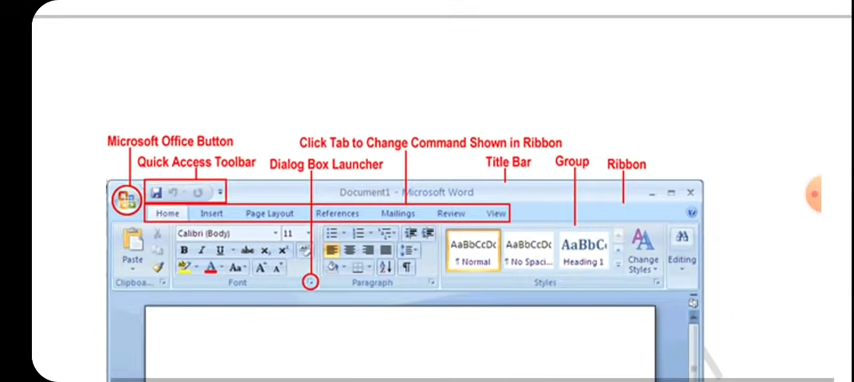 Microsoft Office Button
Click Tab to Change Command Shown in Ribbon
Quick Access Toolbar
Dialog Box Launcher
Title Bar
Group
Ribbon
Document1 - Microsoft Word
Home Insert Page Layout References Mailings Review View
Calibri (Body) 11
AaBbCcDc AaBbCcDc AaBbC
B I U abc X₂ X²
Paste
¶ Normal ¶ No Spaci... Heading 1
Change
Styles
Editing
Aa A A
Clipboa... Font Paragraph Styles